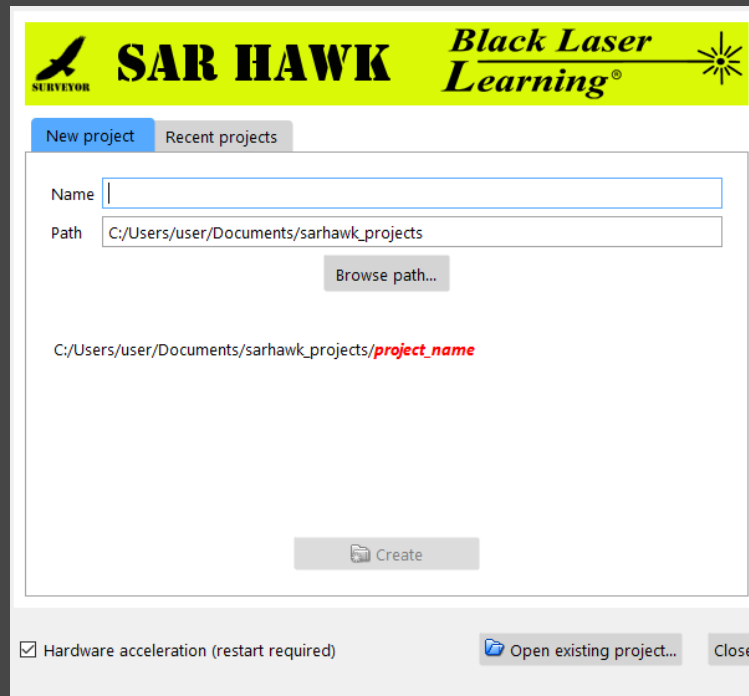 SURVEYOR
SAR HAWK
Black Laser
Learning®
New project
Recent projects
Name
Path C:/Users/user/Documents/sarhawk_projects
Browse path...
C:/Users/user/Documents/sarhawk_projects/project_name
Create
Hardware acceleration (restart required)
Open existing project...
Close